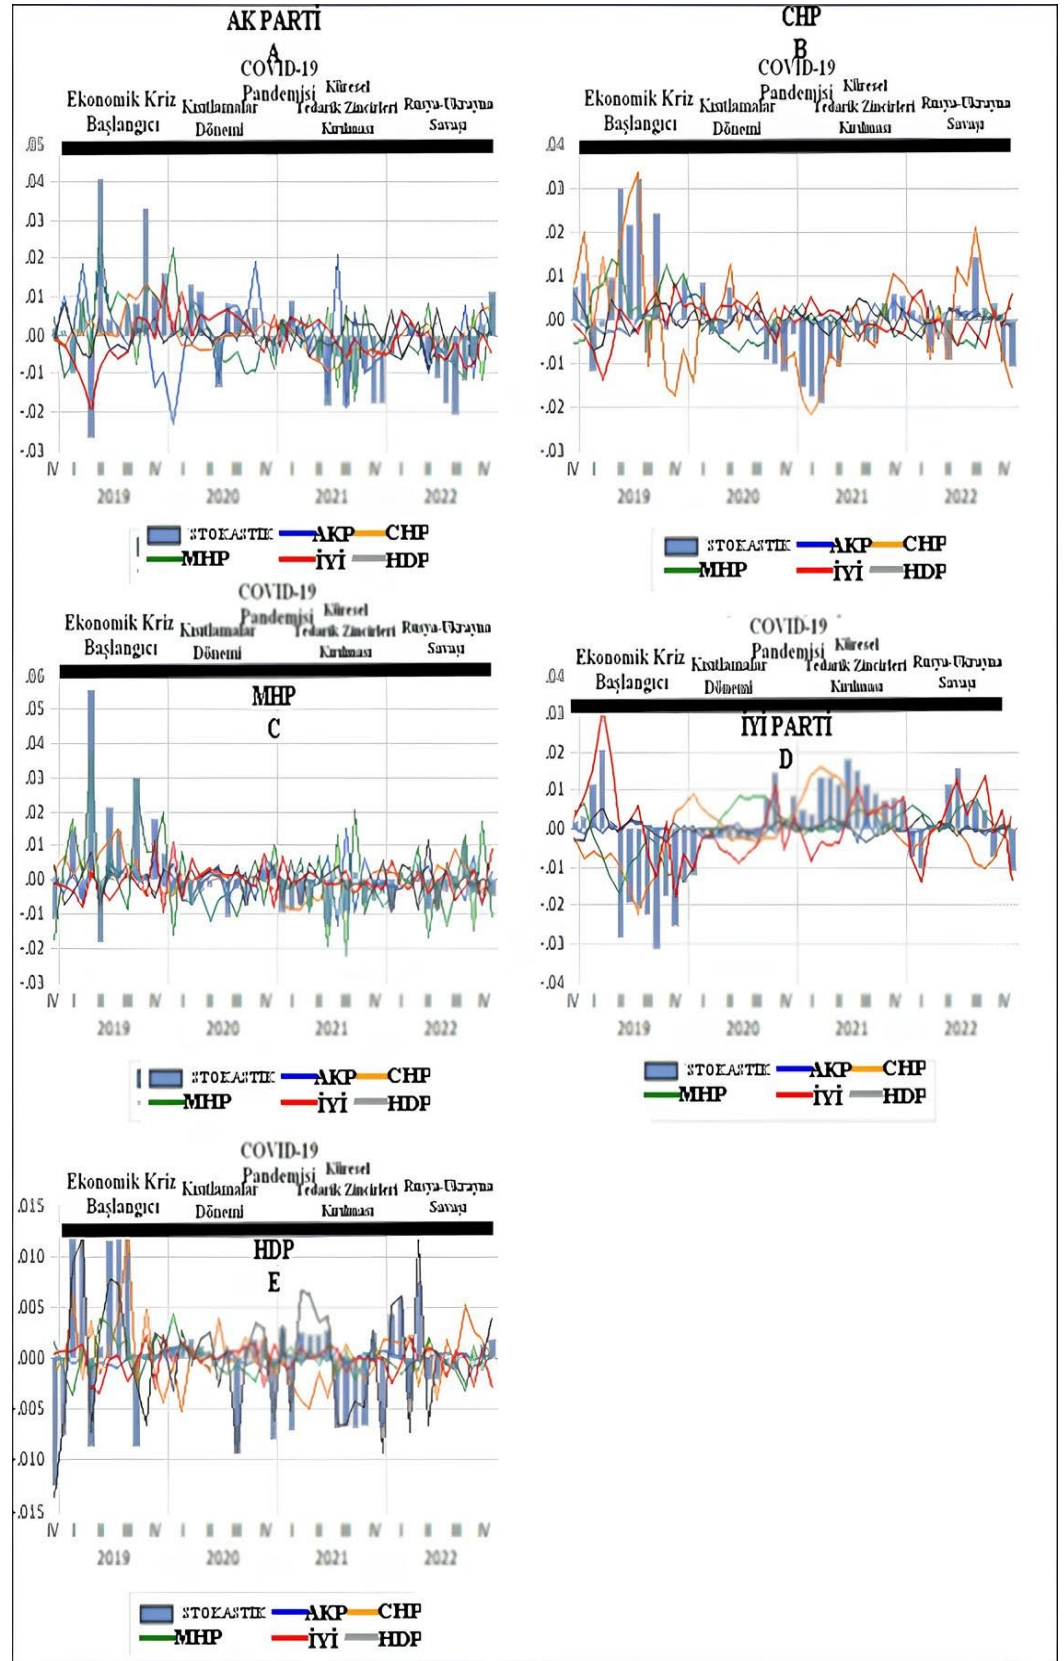 AK PARTİ
A
COVID-19
Pandemisi
Ekonomik Kriz
Başlangıcı
Kısıtlamalar
Dönemi
Küresel
Tedarik Zincirleri
Kırılması
.05
.04
.03
.02
.01
.00
-.01
-.02
-.03
IV I II III IV I II III IV I II III IV I II III IV
2019 2020 2021 2022
STOKASTİK AKP CHP
MHP İYİ HDP
CHP
B
COVID-19
Pandemisi
Ekonomik Kriz
Başlangıcı
Kısıtlamalar
Dönemi
Küresel
Tedarik Zincirleri
Kırılması
Rusya-Ukrayna
Savaşı
.04
.03
.02
.01
.00
-.01
-.02
-.03
IV I II III IV I II III IV I II III IV I II III IV
2019 2020 2021 2022
STOKASTİK AKP CHP
MHP İYİ HDP
COVID-19
Pandemisi
Ekonomik Kriz
Başlangıcı
Kısıtlamalar
Dönemi
Küresel
Tedarik Zincirleri
Kırılması
Rusya-Ukrayna
Savaşı
MHP
C
.06
.05
.04
.03
.02
.01
.00
-.01
-.02
-.03
IV I II III IV I II III IV I II III IV I II III IV
2019 2020 2021 2022
STOKASTİK AKP CHP
MHP İYİ HDP
COVID-19
Pandemisi
Ekonomik Kriz
Başlangıcı
Kısıtlamalar
Dönemi
Küresel
Tedarik Zincirleri
Kırılması
Rusya-Ukrayna
Savaşı
İYİ PARTİ
D
.04
.03
.02
.01
.00
-.01
-.02
-.03
-.04
IV I II III IV I II III IV I II III IV I II III IV
2019 2020 2021 2022
STOKASTİK AKP CHP
MHP İYİ HDP
COVID-19
Pandemisi
Ekonomik Kriz
Başlangıcı
Kısıtlamalar
Dönemi
Küresel
Tedarik Zincirleri
Kırılması
Rusya-Ukrayna
Savaşı
HDP
E
.015
.010
.005
.000
.005
.010
.015
IV I II III IV I II III IV I II III IV I II III IV
2019 2020 2021 2022
STOKASTİK AKP CHP
MHP İYİ HDP